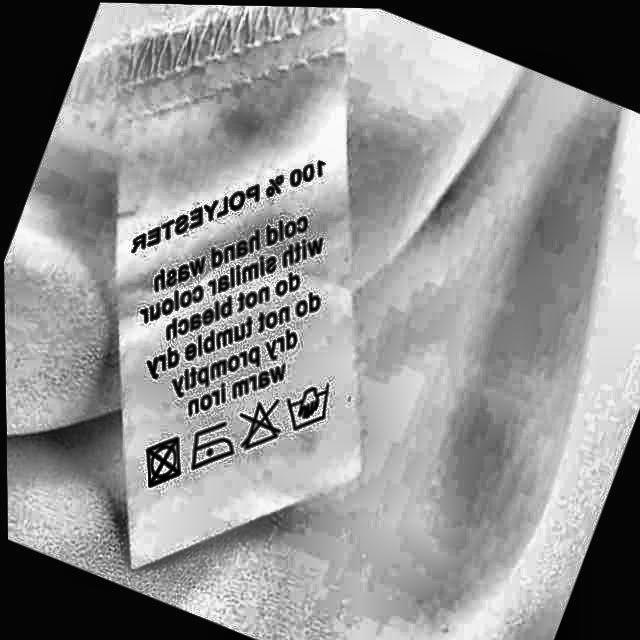 100 % POLYESTER
cold hand wash
with similar colour
do not bleach
do not tumble dry
dry promptly
warm iron